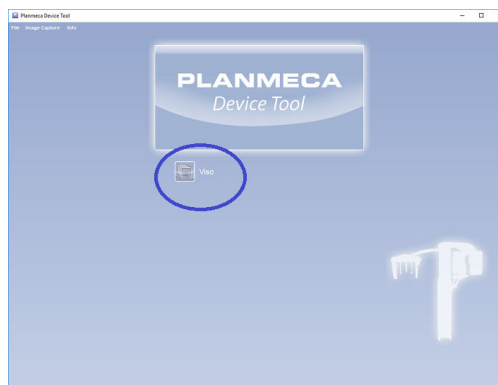 Planmeca Device Tool
File Image Capture Info
PLANMECA
Device Tool
Viso